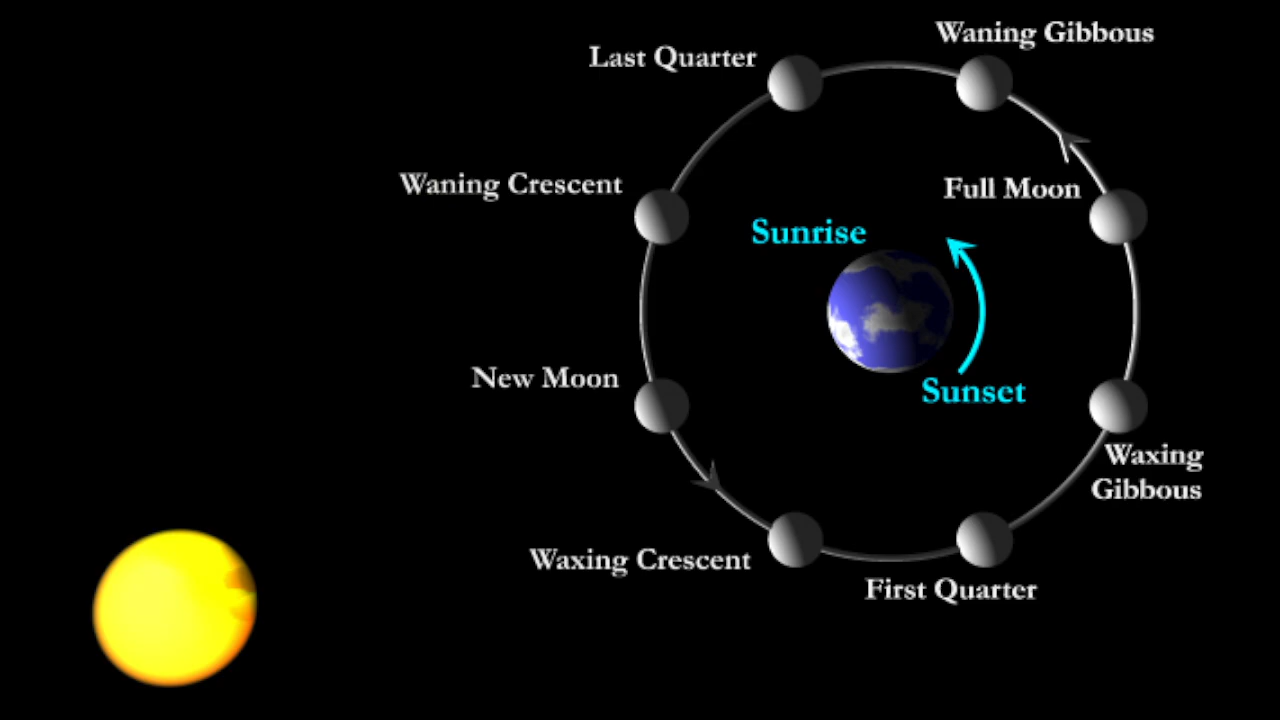 Waning Gibbous
Last Quarter
Waning Crescent
Full Moon
Sunrise
New Moon
Sunset
Waxing
Gibbous
Waxing Crescent
First Quarter